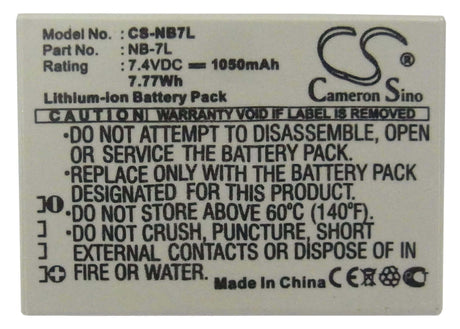 Model No.: CS-NB7L
Part No.: NB-7L
Rating : 7.4VDC 1050mAh
7.77Wh
Lithium-ion Battery Pack
CS
Cameron Sino
CAUTION VOID IF LABEL IS REMOVED
•DO NOT ATTEMPT TO DISASSEMBLE, OPEN
OR SERVICE THE BATTERY PACK.
•REPLACE ONLY WITH THE BATTERY PACK
DESIGNATED FOR THIS PRODUCT.
•DO NOT STORE ABOVE 60°C (140°F)
•DO NOT CRUSH, PUNCTURE SHORT
EXTERNAL CONTACTS OR DISPOSE OF IN
FIRE OR WATER.
Made in China